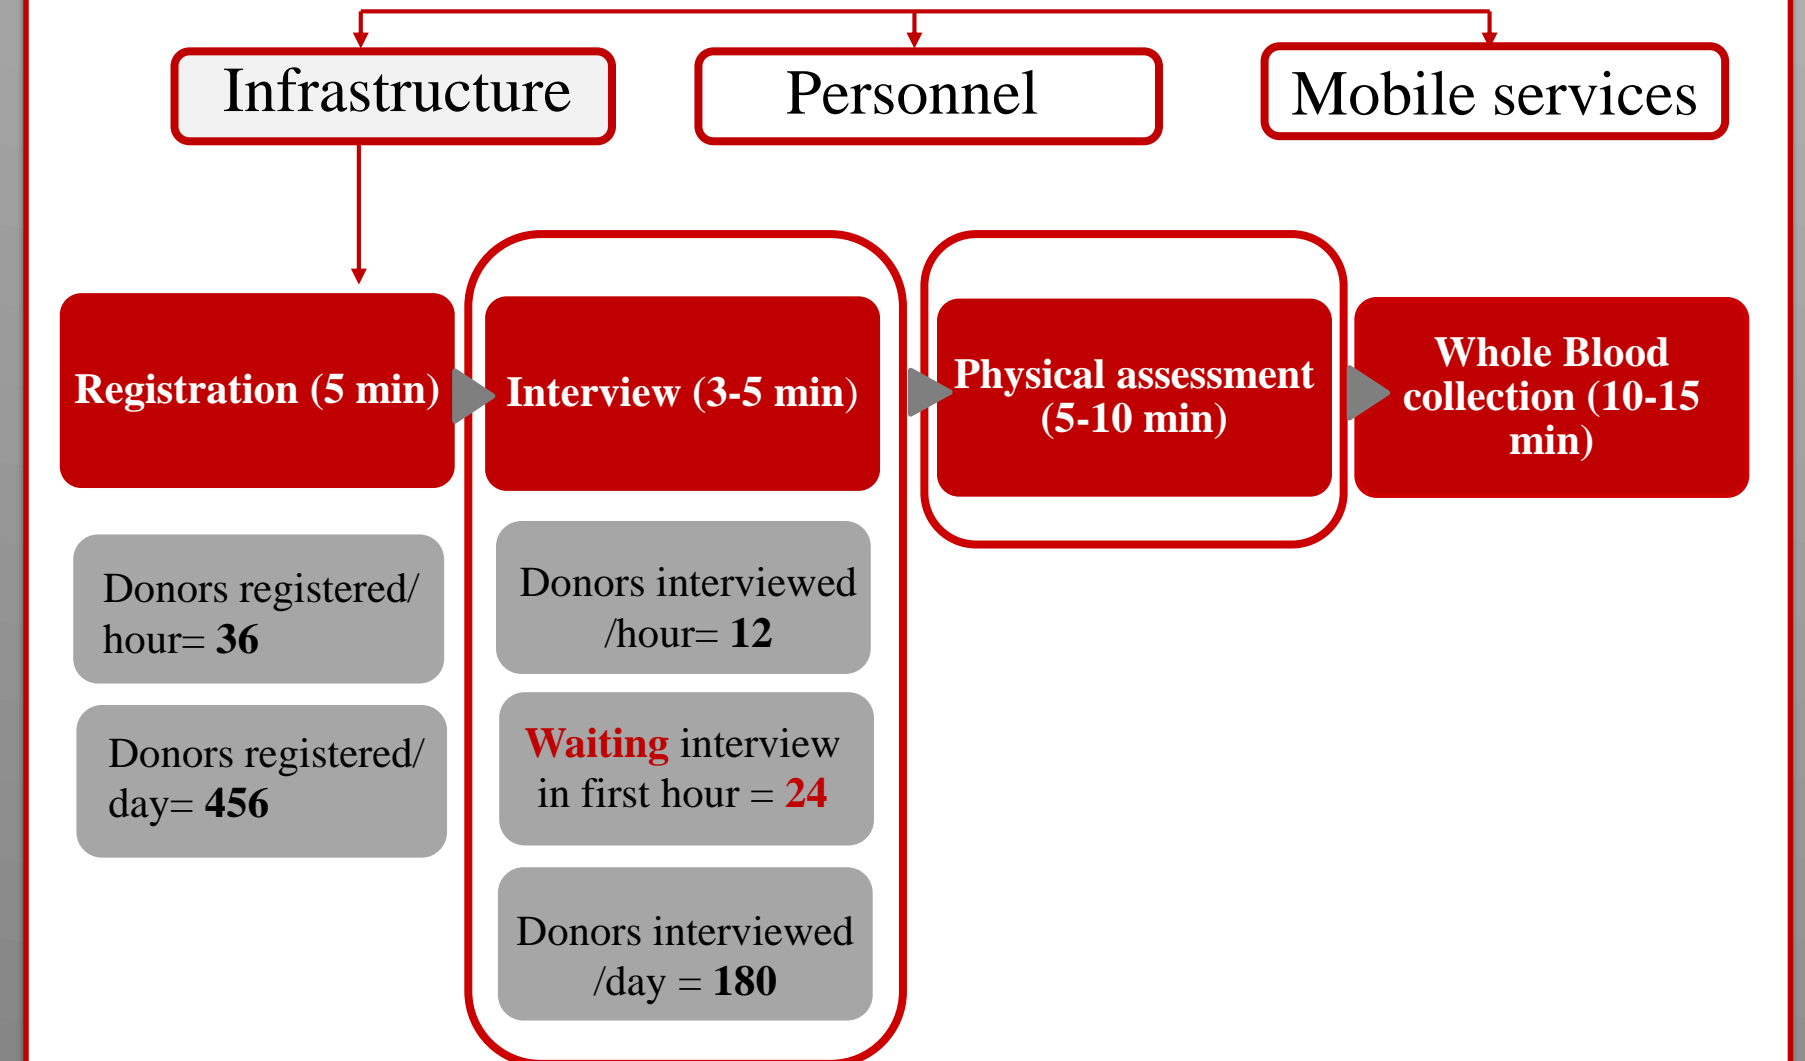 Infrastructure
Personnel
Mobile services
Registration (5 min)
Interview (3-5 min)
Physical assessment
(5-10 min)
Whole Blood
collection (10-15
min)
Donors registered/
hour= 36
Donors registered/
day= 456
Donors interviewed
/hour= 12
Waiting interview
in first hour = 24
Donors interviewed
/day = 180